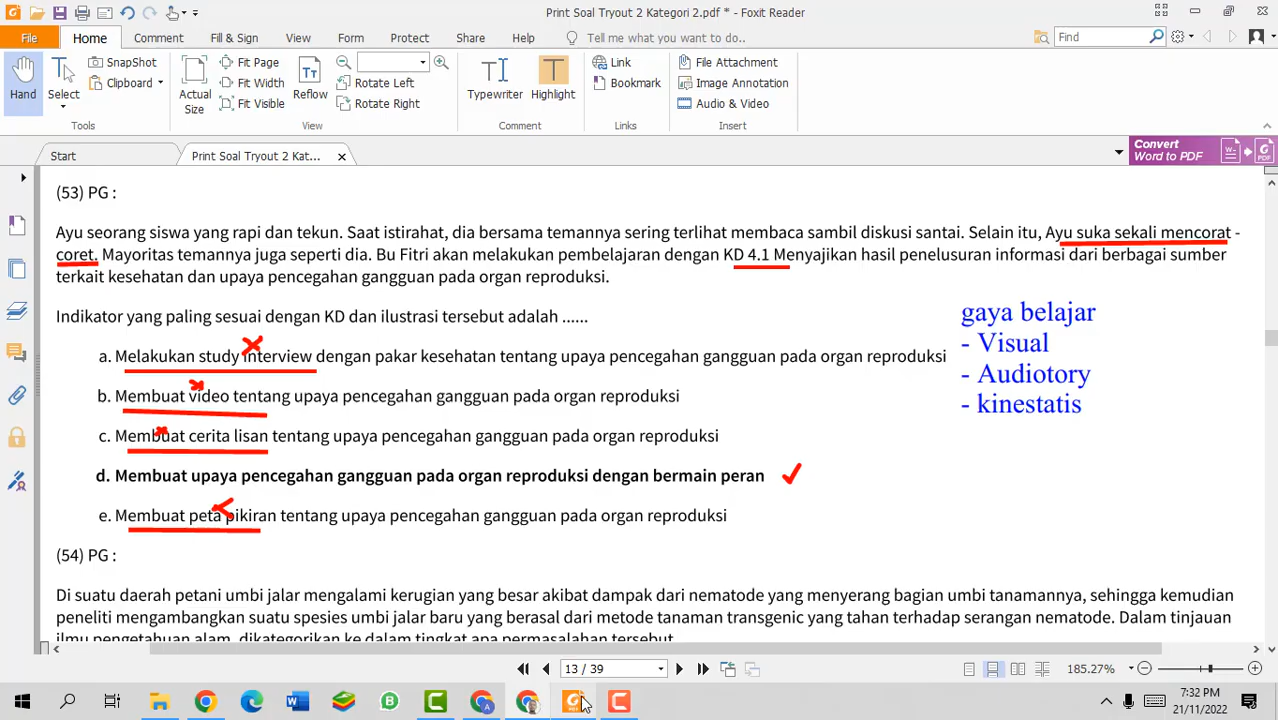 Print Soal Tryout 2 Kategori 2.pdf * - Foxit Reader
File Home Comment Fill & Sign View Form Protect Share Help Tell me what you want to do.. Find
Hand
Select
SnapShot
Clipboard
Tools
Actual Size
Fit Page
Fit Width
Fit Visible
Reflow
Rotate Left
Rotate Right
View
Typewriter
Highlight
Comment
Link
Bookmark
Links
File Attachment
Image Annotation
Audio & Video
Insert
Start
Print Soal Tryout 2 Kat...
Convert
Word to PDF
(53) PG :
Ayu seorang siswa yang rapi dan tekun. Saat istirahat, dia bersama temannya sering terlihat membaca sambil diskusi santai. Selain itu, Ayu suka sekali mencorat -
coret. Mayoritas temannya juga seperti dia. Bu Fitri akan melakukan pembelajaran dengan KD 4.1 Menyajikan hasil penelusuran informasi dari berbagai sumber
terkait kesehatan dan upaya pencegahan gangguan pada organ reproduksi.
Indikator yang paling sesuai dengan KD dan ilustrasi tersebut adalah ......
a. Melakukan study interview dengan pakar kesehatan tentang upaya pencegahan gangguan pada organ reproduksi
b. Membuat video tentang upaya pencegahan gangguan pada organ reproduksi
c. Membuat cerita lisan tentang upaya pencegahan gangguan pada organ reproduksi
d. Membuat upaya pencegahan gangguan pada organ reproduksi dengan bermain peran
e. Membuat peta pikiran tentang upaya pencegahan gangguan pada organ reproduksi
gaya belajar
- Visual
- Audiotory
- kinestatis
(54) PG :
Di suatu daerah petani umbi jalar mengalami kerugian yang besar akibat dampak dari nematode yang menyerang bagian umbi tanamannya, sehingga kemudian
peneliti mengembangkan suatu spesies umbi jalar baru yang berasal dari metode tanaman transgenic yang tahan terhadap serangan nematode. Dalam tinjauan
ilmu pengetahuan alam, dikategorikan ke dalam tingkat apa permasalahan tersebut
13 / 39
185.27%
7:32 PM
21/11/2022